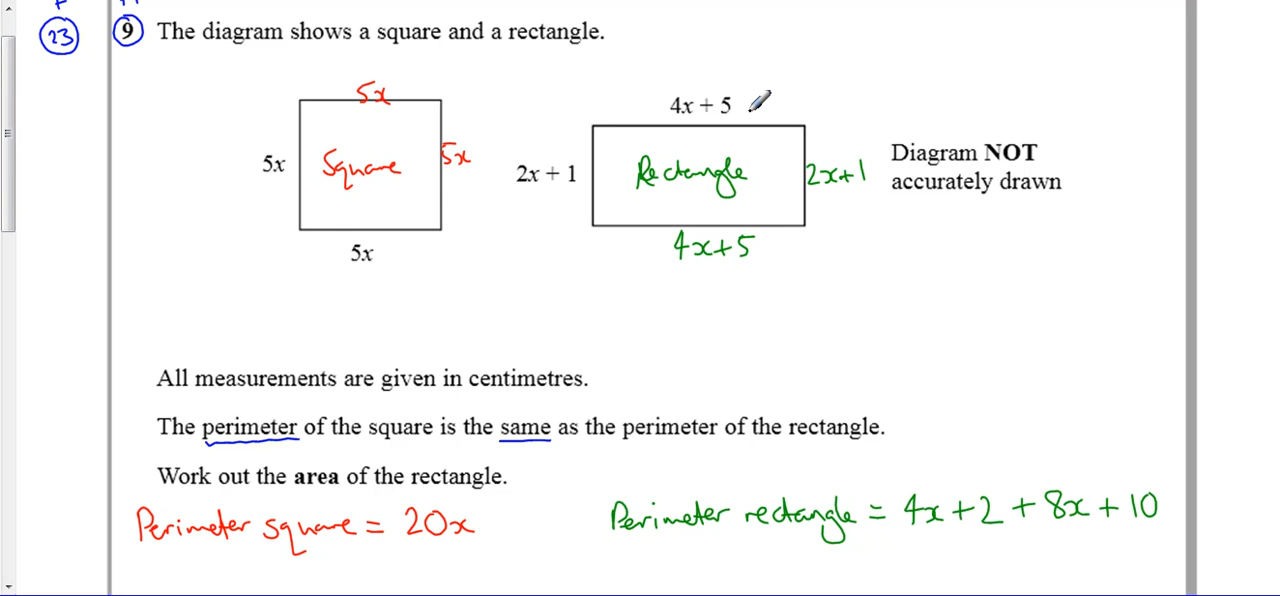 23
9 The diagram shows a square and a rectangle.
5x
4x + 5
5x Square 5x
2x + 1 Rectangle 2x+1
Diagram NOT
accurately drawn
5x
4x+5
All measurements are given in centimetres.
The perimeter of the square is the same as the perimeter of the rectangle.
Work out the area of the rectangle.
Perimeter square = 20x
Perimeter rectangle = 4x+2 + 8x + 10